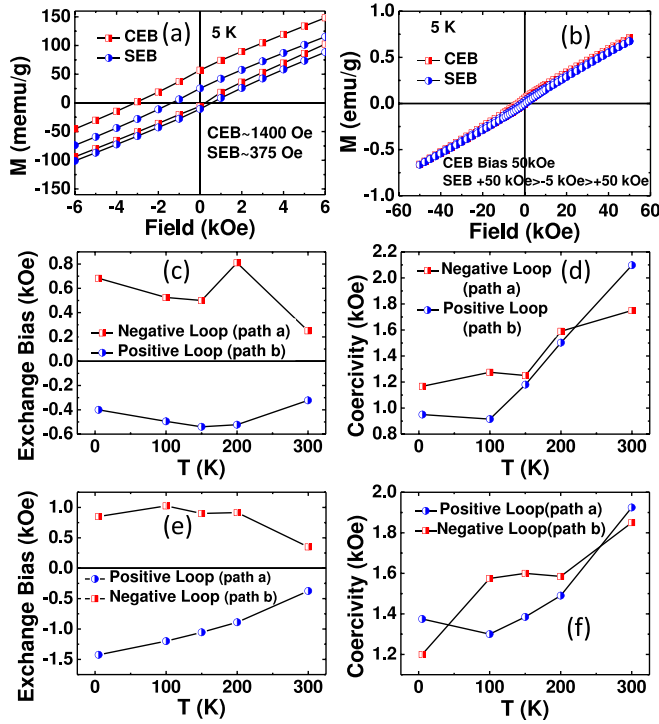 (a)
5 K
CEB
SEB
CEB~1400 Oe
SEB~375 Oe
150
100
50
0
-50
-100
M (memu/g)
-6 -4 -2 0 2 4 6
Field (kOe)
5 K
(b)
CEB
SEB
CEB Bias 50kOe
SEB +50 kOe>-5 kOe>+50 kOe
1.0
0.5
0.0
-0.5
-1.0
M (emu/g)
-60 -40 -20 0 20 40 60
Field (kOe)
(c)
Negative Loop (path a)
Positive Loop (path b)
0.8
0.6
0.4
0.2
0.0
-0.2
-0.4
-0.6
Exchange Bias (kOe)
0 100 150 200 300
T (K)
(d)
Negative Loop
(path a)
Positive Loop
(path b)
2.2
2.0
1.8
1.6
1.4
1.2
1.0
0.8
Coercivity (kOe)
0 100 150 200 300
T (K)
(e)
Positive Loop (path a)
Negative Loop (path b)
1.0
0.5
0.0
-0.5
-1.0
-1.5
Exchange Bias (kOe)
0 100 150 200 300
T (K)
Positive Loop(path a)
Negative Loop(path b)
(f)
2.0
1.8
1.6
1.4
1.2
Coercivity (kOe)
0 100 150 200 300
T (K)